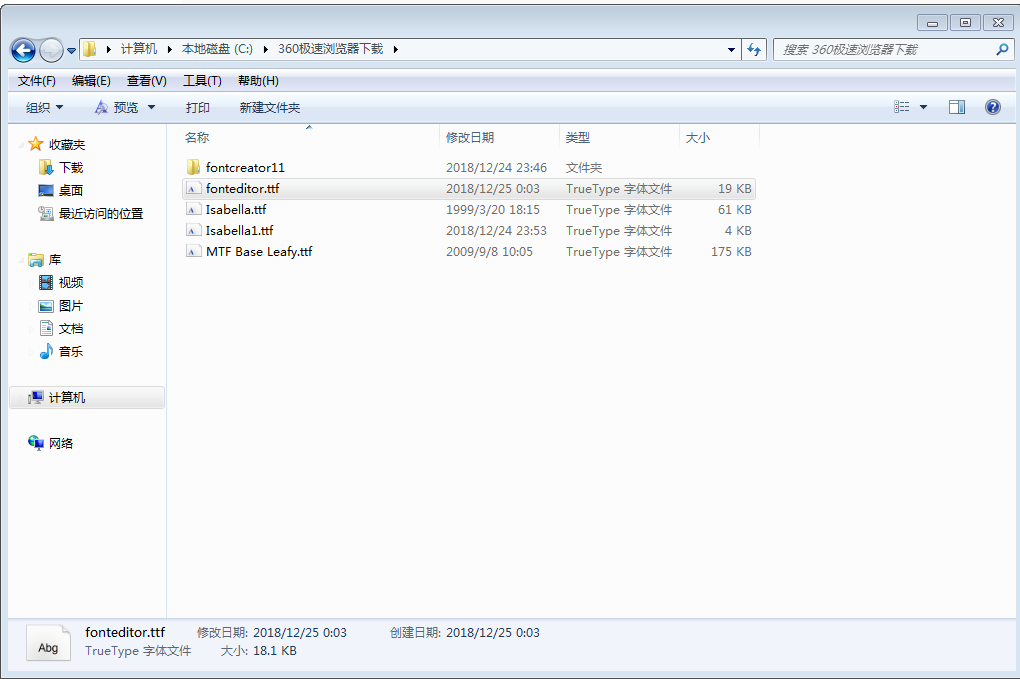 计算机 本地磁盘 (C:) 360极速浏览器下载 搜索 360极速浏览器下载
文件(F) 编辑(E) 查看(V) 工具(T) 帮助(H)
组织 预览 打印 新建文件夹
名称 修改日期 类型 大小
收藏夹
下载
桌面
最近访问的位置
库
视频
图片
文档
音乐
计算机
网络
fontcreator11 2018/12/24 23:46 文件夹
fonteditor.ttf 2018/12/25 0:03 TrueType 字体文件 19 KB
Isabella.ttf 1999/3/20 18:15 TrueType 字体文件 61 KB
Isabella1.ttf 2018/12/24 23:53 TrueType 字体文件 4 KB
MTF Base Leafy.ttf 2009/9/8 10:05 TrueType 字体文件 175 KB
Abg
fonteditor.ttf 修改日期: 2018/12/25 0:03 创建日期: 2018/12/25 0:03
TrueType 字体文件 大小: 18.1 KB